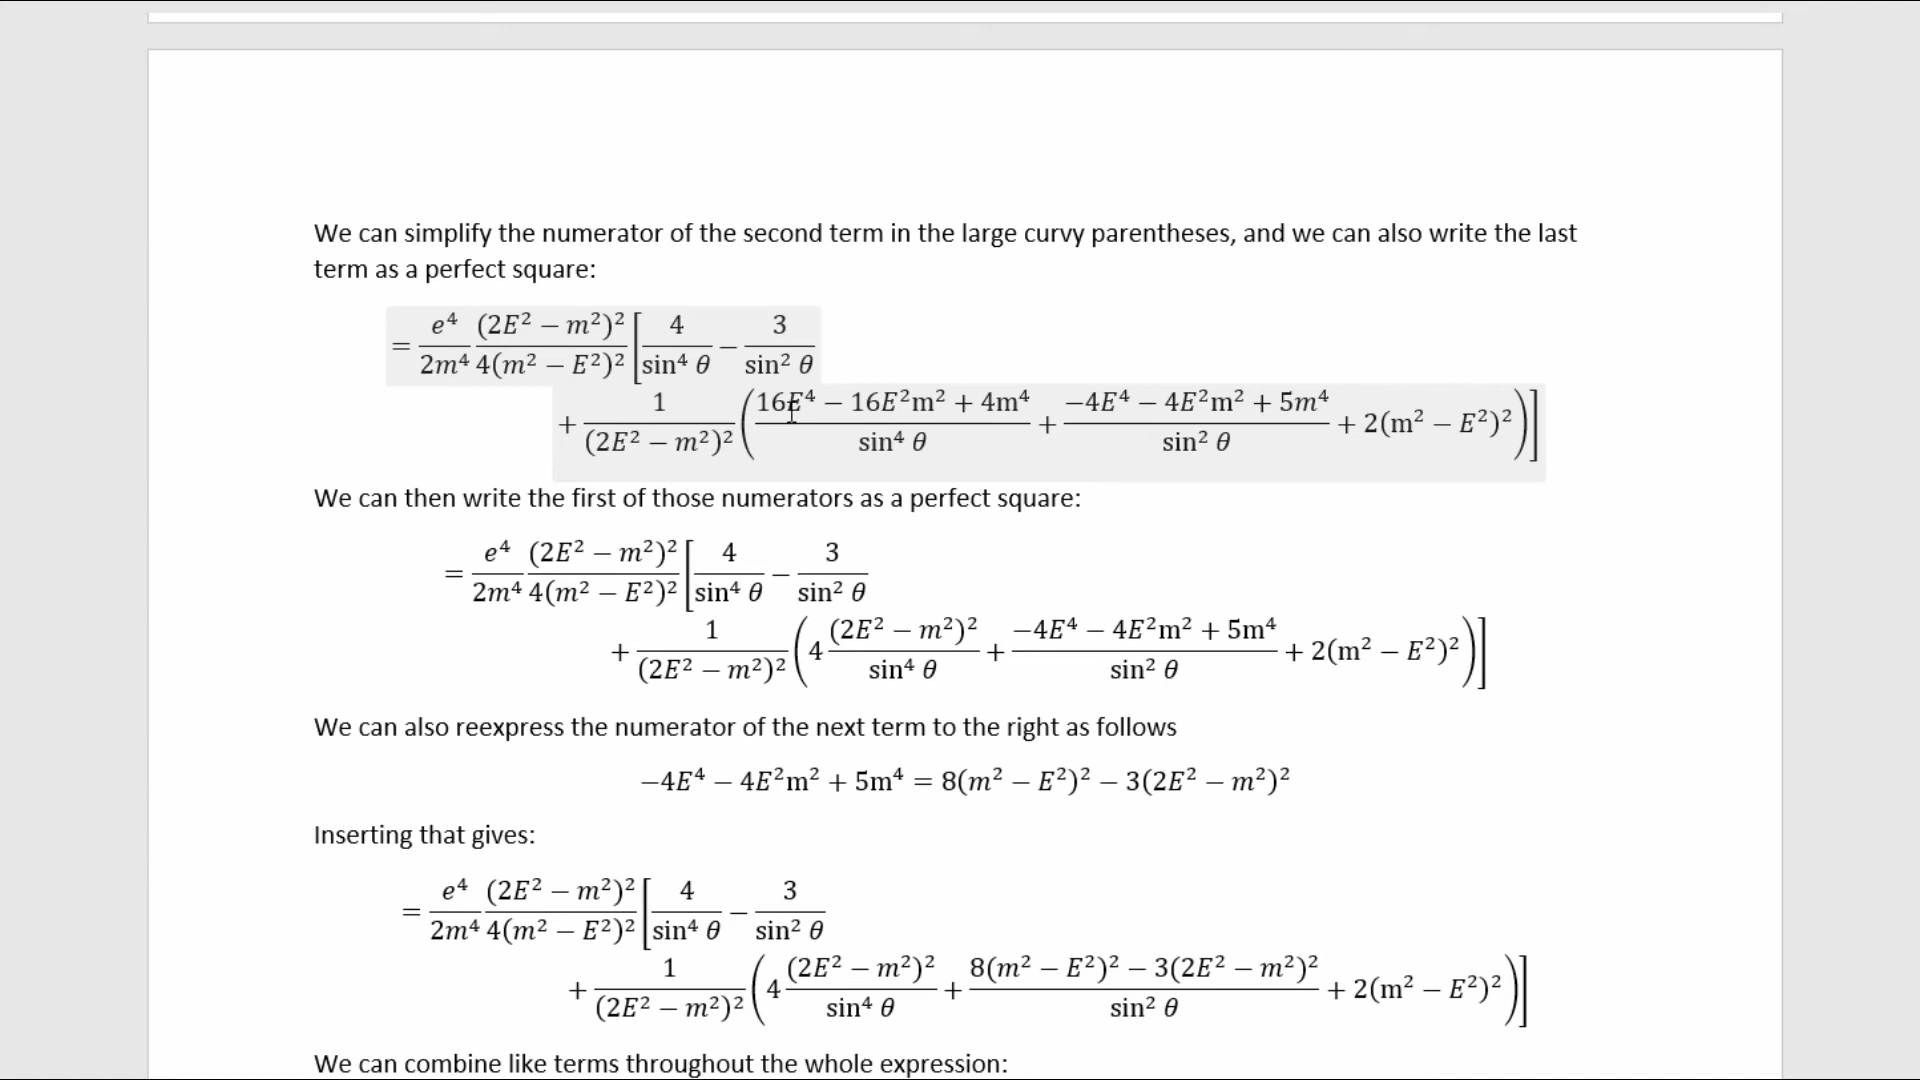 We can simplify the numerator of the second term in the large curvy parentheses, and we can also write the last
term as a perfect square:
= e⁴/2m⁴ (2E² − m²)²/4(m² − E²)² [4/sin⁴ θ − 3/sin² θ
+ 1/(2E² − m²)² ((16E⁴ − 16E²m² + 4m⁴)/sin⁴ θ + (−4E⁴ − 4E²m² + 5m⁴)/sin² θ + 2(m² − E²)²)]
We can then write the first of those numerators as a perfect square:
= e⁴/2m⁴ (2E² − m²)²/4(m² − E²)² [4/sin⁴ θ − 3/sin² θ
+ 1/(2E² − m²)² (4 (2E² − m²)²/sin⁴ θ + (−4E⁴ − 4E²m² + 5m⁴)/sin² θ + 2(m² − E²)²)]
We can also reexpress the numerator of the next term to the right as follows
−4E⁴ − 4E²m² + 5m⁴ = 8(m² − E²)² − 3(2E² − m²)²
Inserting that gives:
= e⁴/2m⁴ (2E² − m²)²/4(m² − E²)² [4/sin⁴ θ − 3/sin² θ
+ 1/(2E² − m²)² (4 (2E² − m²)²/sin⁴ θ + (8(m² − E²)² − 3(2E² − m²)²)/sin² θ + 2(m² − E²)²)]
We can combine like terms throughout the whole expression: